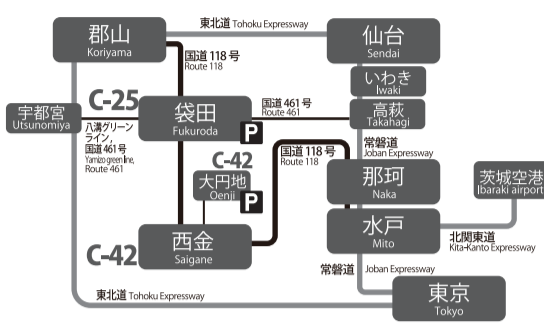 東北道 Tohoku Expressway
郡山
Koriyama
仙台
Sendai
国道 118 号
Route 118
いわき
Iwaki
C-25
袋田
Fukuroda
P
国道 461 号
Route 461
高萩
Takahagi
宇都宮
Utsunomiya
八溝グリーン
ライン,
国道461号
Yamizo green line,
Route 461
常磐道
Joban Expressway
C-42
大円地
Oenji
P
国道 118 号
Route 118
那珂
Naka
茨城空港
Ibaraki airport
水戸
Mito
西金
Saigane
C-42
北関東道
Kita-Kanto Expressway
常磐道 Joban Expressway
東北道 Tohoku Expressway
東京
Tokyo